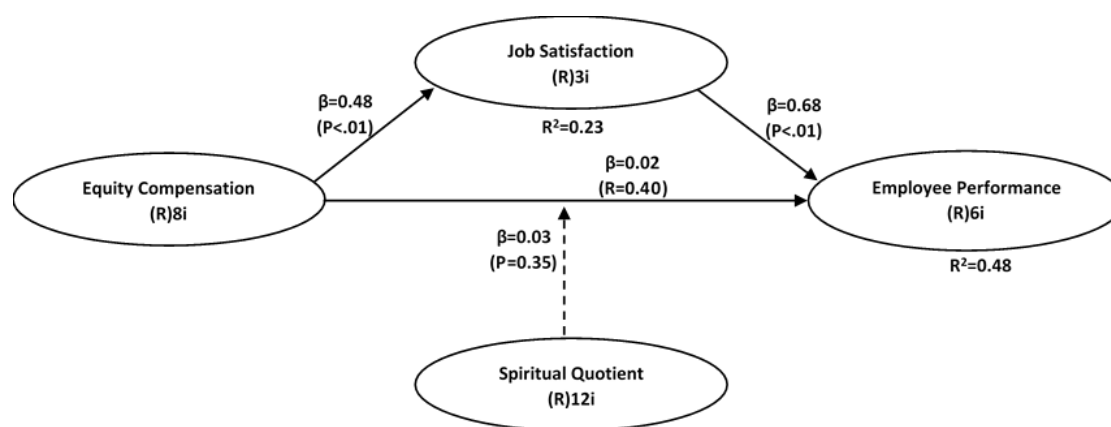 Job Satisfaction
(R)3i
R²=0.23
β=0.48
(P<.01)
β=0.68
(P<.01)
Equity Compensation
(R)8i
β=0.02
(R=0.40)
Employee Performance
(R)6i
R²=0.48
β=0.03
(P=0.35)
Spiritual Quotient
(R)12i